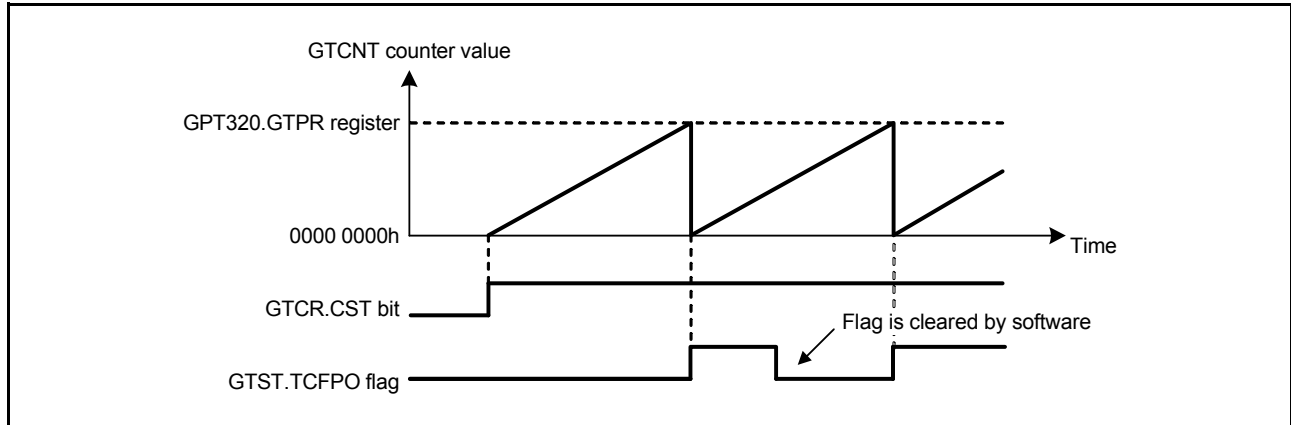 GTCNT counter value
GPT320.GTPR register
0000 0000h
Time
GTCR.CST bit
Flag is cleared by software
GTST.TCFPO flag